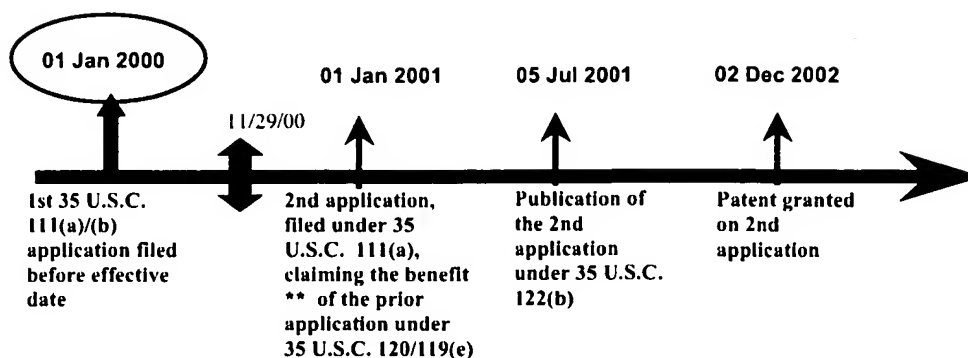 01 Jan 2000
01 Jan 2001
05 Jul 2001
02 Dec 2002
11/29/00
1st 35 U.S.C.
111(a)/(b)
application filed
before effective
date
2nd application,
filed under 35
U.S.C. 111(a),
claiming the benefit
** of the prior
application under
35 U.S.C. 120/119(e)
Publication of
the 2nd
application
under 35 U.S.C.
122(b)
Patent granted
on 2nd
application